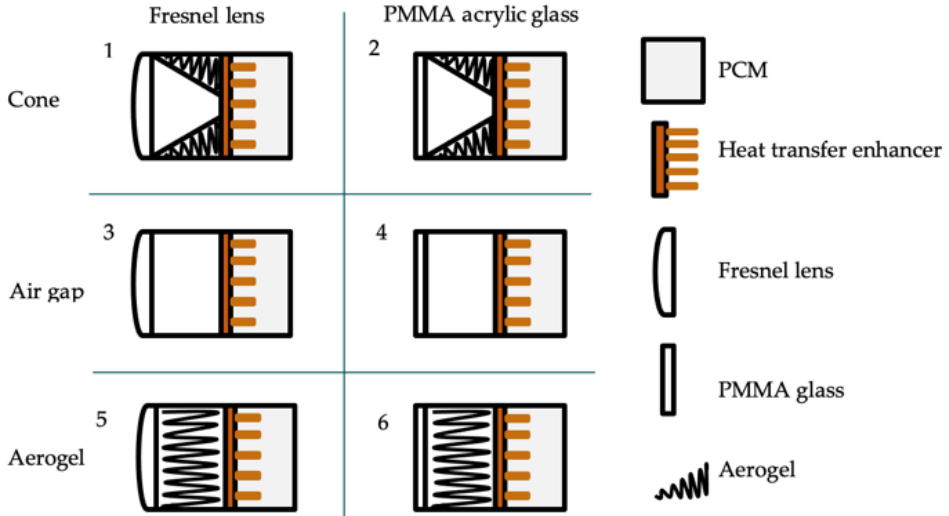 Fresnel lens
PMMA acrylic glass
1
2
Cone
PCM
Heat transfer enhancer
3
4
Air gap
Fresnel lens
5
6
PMMA glass
Aerogel
Aerogel